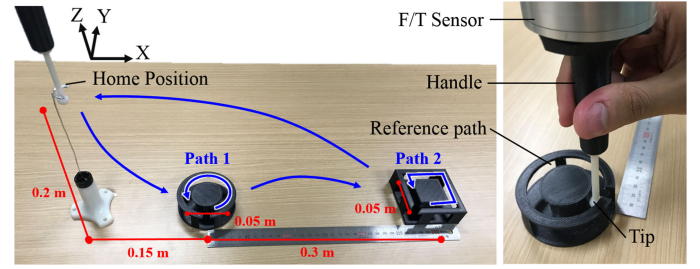 Z
Y
X
Home Position
Path 1
Path 2
0.2 m
0.05 m
0.05 m
0.15 m
0.3 m
F/T Sensor
Handle
Reference path
Tip